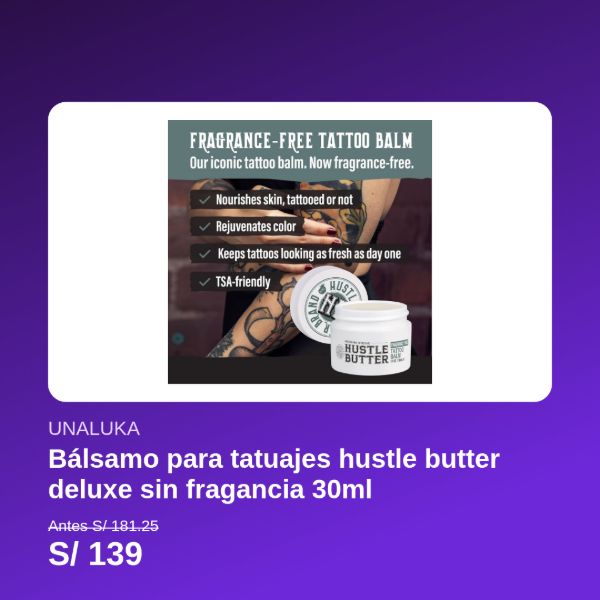 FRAGRANCE-FREE TATTOO BALM
Our iconic tattoo balm. Now fragrance-free.
Nourishes skin, tattooed or not
Rejuvenates color
Keeps tattoos looking as fresh as day one
TSA-friendly
HUSTLE
BRAND
HUSTLE
BUTTER
TATTOO
BALM
UNALUKA
Bálsamo para tatuajes hustle butter
deluxe sin fragancia 30ml
Antes S/ 181.25
S/ 139